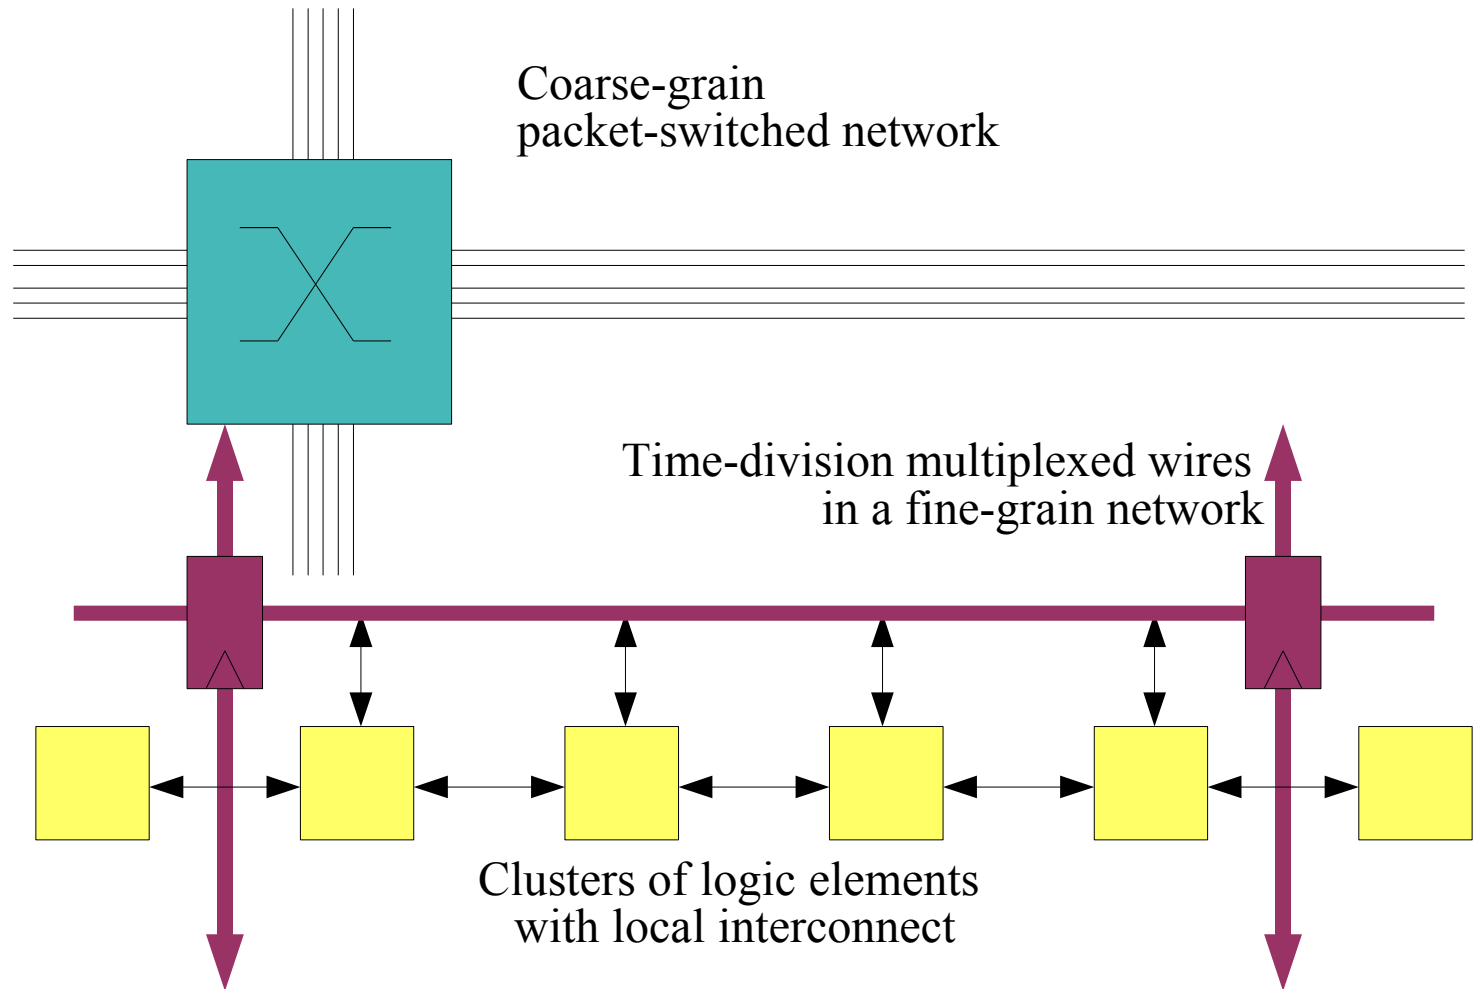 Coarse-grain
packet-switched network
Time-division multiplexed wires
in a fine-grain network
Clusters of logic elements
with local interconnect